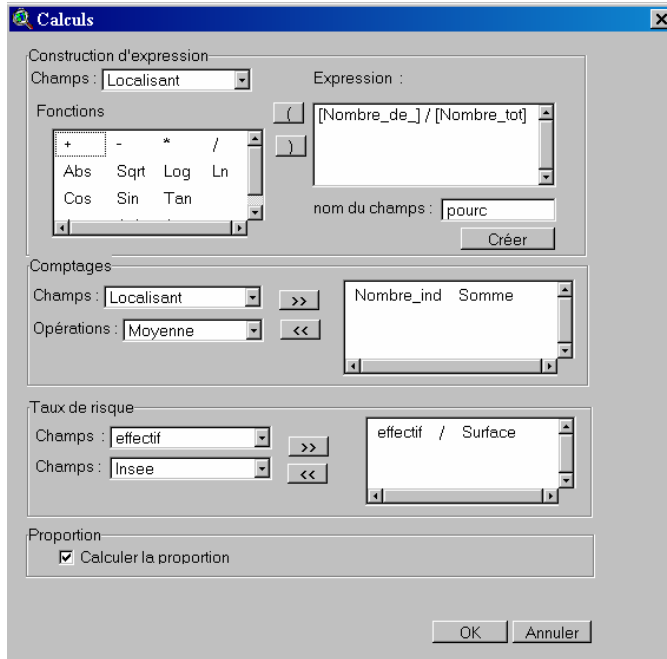 Calculs
Construction d'expression
Champs : Localisant
Expression :
Fonctions
(
)
[Nombre_de_] / [Nombre_tot]
+ - * /
Abs Sqrt Log Ln
Cos Sin Tan
nom du champs : pourc
Créer
Comptages
Champs : Localisant
>>
Nombre_ind Somme
Opérations : Moyenne
<<
Taux de risque
Champs : effectif
>>
effectif / Surface
Champs : Insee
<<
Proportion
Calculer la proportion
OK Annuler